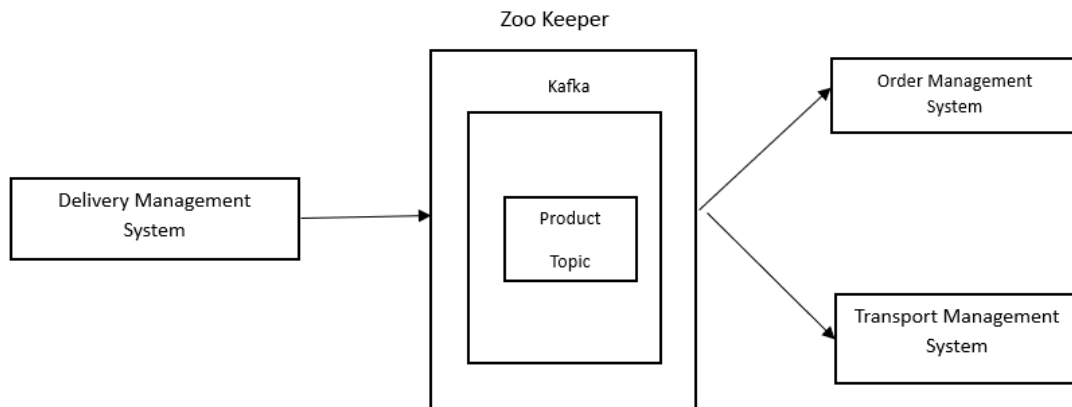 Zoo Keeper
Kafka
Delivery Management
System
Product
Topic
Order Management
System
Transport Management
System